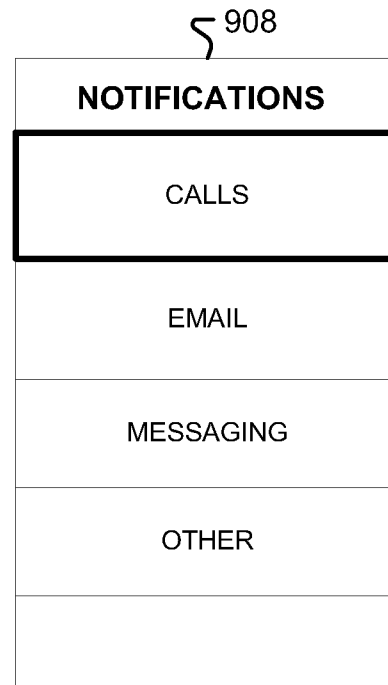 908
NOTIFICATIONS
CALLS
EMAIL
MESSAGING
OTHER